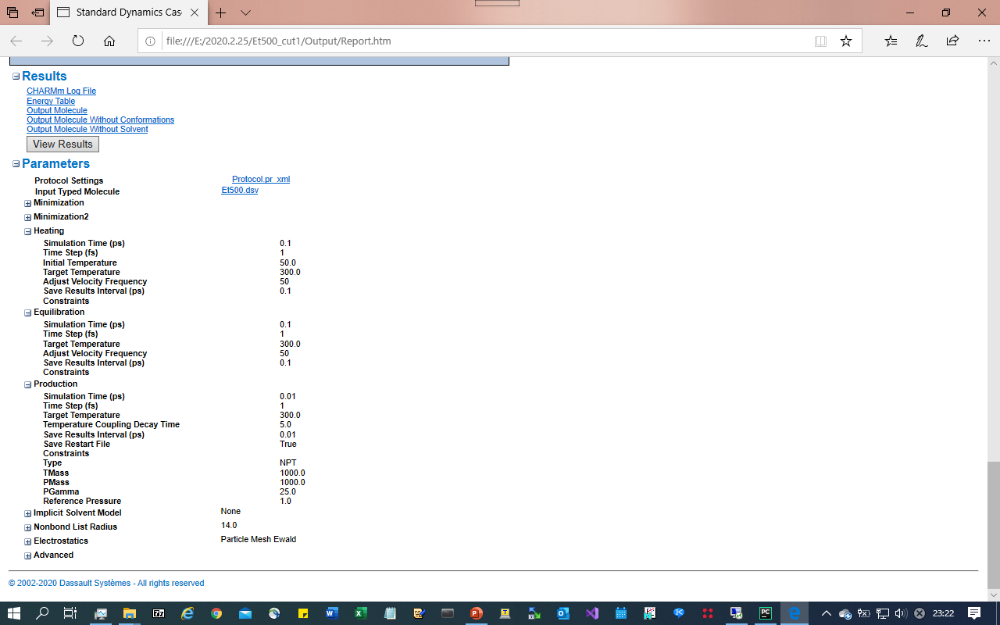 Standard Dynamics Cas
file:///E:/2020.2.25/Et500_cut1/Output/Report.htm
Results
CHARMm Log File
Energy Table
Output Molecule
Output Molecule Without Conformations
Output Molecule Without Solvent
View Results
Parameters
Protocol Settings Protocol.pr_xml
Input Typed Molecule Et500.dsv
Minimization
Minimization2
Heating
Simulation Time (ps) 0.1
Time Step (fs) 1
Initial Temperature 50.0
Target Temperature 300.0
Adjust Velocity Frequency 50
Save Results Interval (ps) 0.1
Constraints
Equilibration
Simulation Time (ps) 0.1
Time Step (fs) 1
Target Temperature 300.0
Adjust Velocity Frequency 50
Save Results Interval (ps) 0.1
Constraints
Production
Simulation Time (ps) 0.01
Time Step (fs) 1
Target Temperature 300.0
Temperature Coupling Decay Time 5.0
Save Results Interval (ps) 0.01
Save Restart File True
Constraints
Type NPT
TMass 1000.0
PMass 1000.0
PGamma 25.0
Reference Pressure 1.0
Implicit Solvent Model None
Nonbond List Radius 14.0
Electrostatics Particle Mesh Ewald
Advanced
© 2002-2020 Dassault Systèmes - All rights reserved
23:22